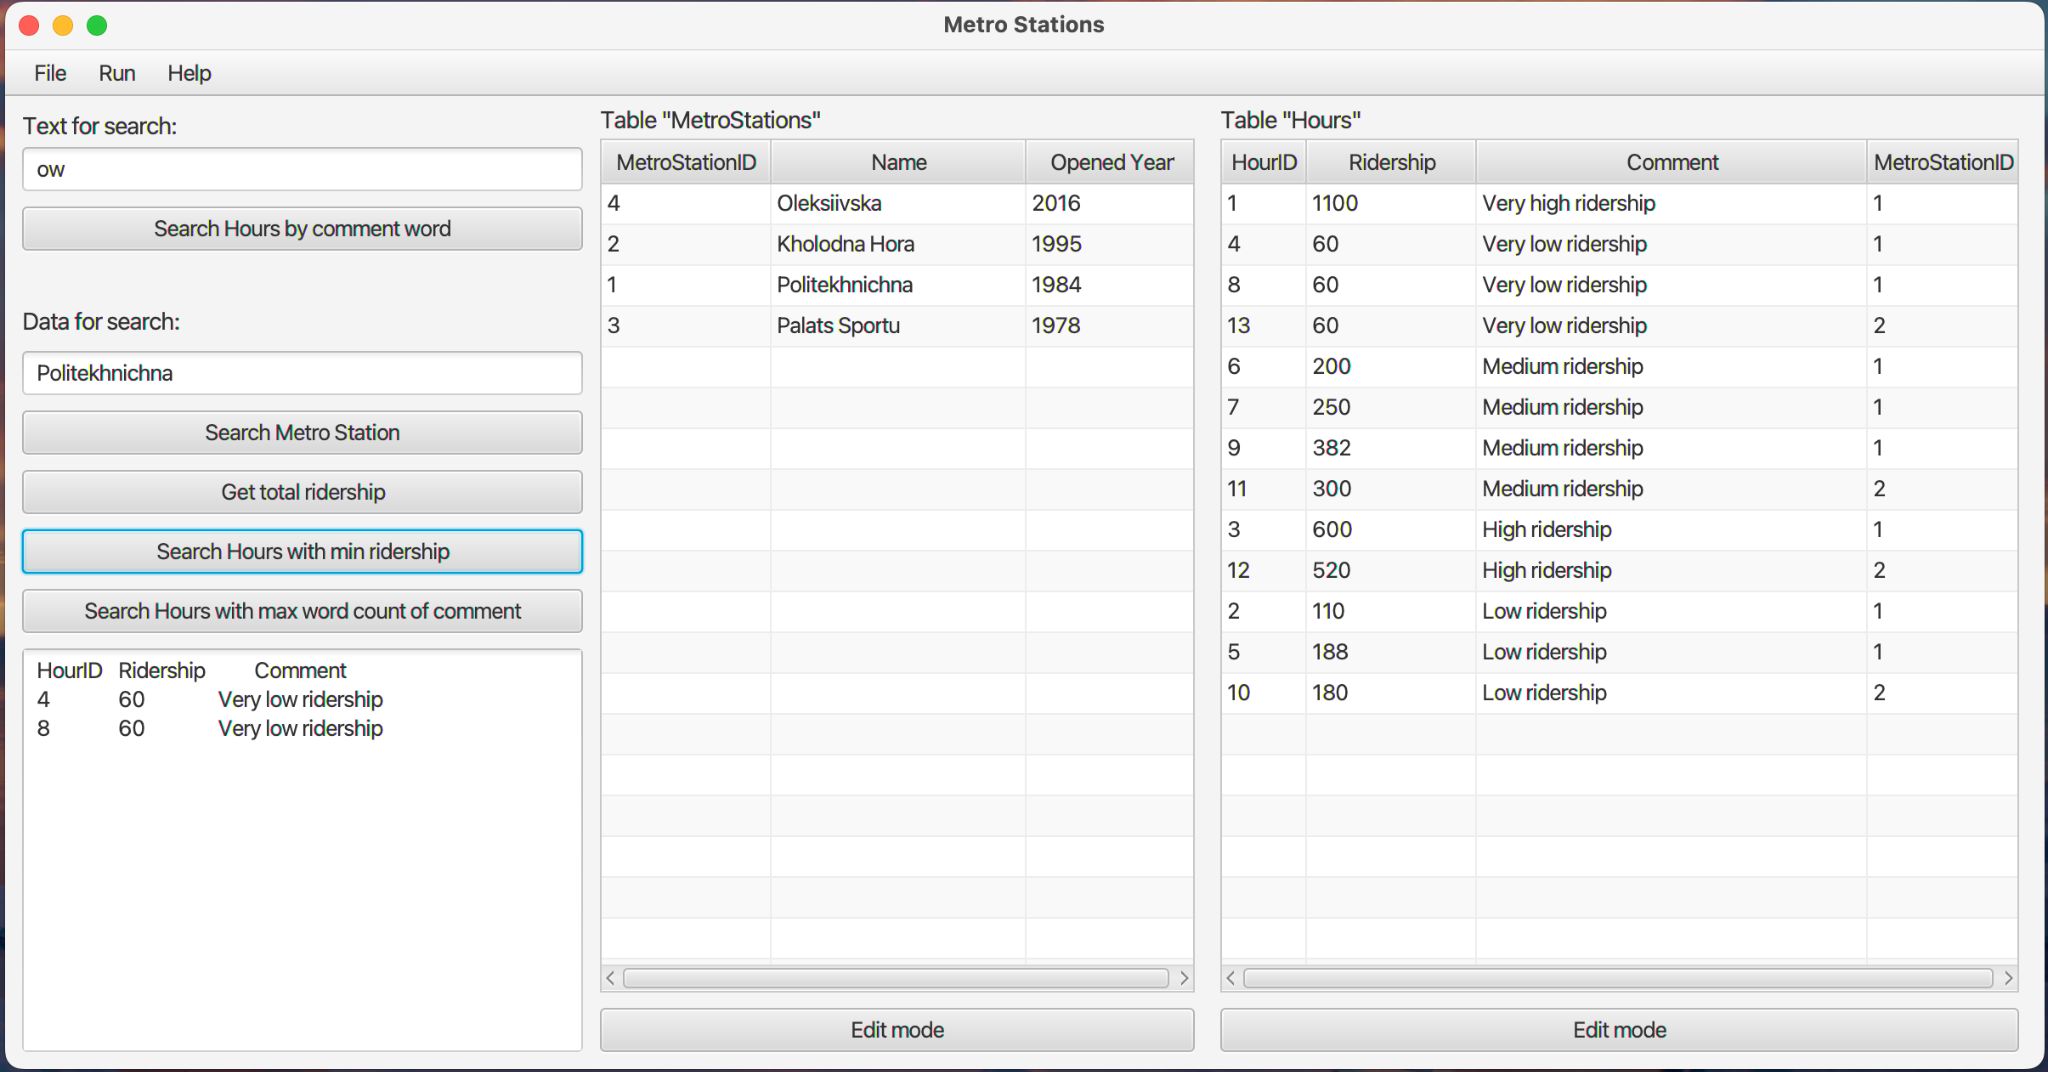 Metro Stations
File Run Help
Text for search:
ow
Search Hours by comment word
Data for search:
Politekhnichna
Search Metro Station
Get total ridership
Search Hours with min ridership
Search Hours with max word count of comment
HourID Ridership Comment
4 60 Very low ridership
8 60 Very low ridership
Table "MetroStations"
MetroStationID Name Opened Year
4 Oleksiivska 2016
2 Kholodna Hora 1995
1 Politekhnichna 1984
3 Palats Sportu 1978
Edit mode
Table "Hours"
HourID Ridership Comment MetroStationID
1 1100 Very high ridership 1
4 60 Very low ridership 1
8 60 Very low ridership 1
13 60 Very low ridership 2
6 200 Medium ridership 1
7 250 Medium ridership 1
9 382 Medium ridership 1
11 300 Medium ridership 2
3 600 High ridership 1
12 520 High ridership 2
2 110 Low ridership 1
5 188 Low ridership 1
10 180 Low ridership 2
Edit mode